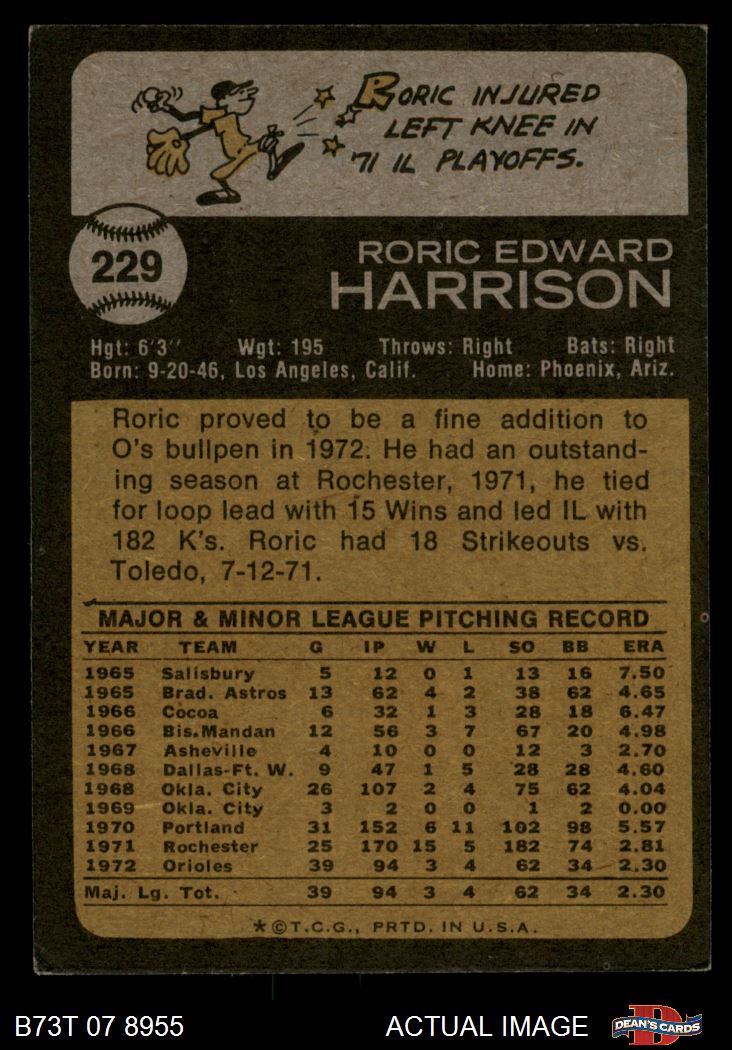 RORIC INJURED
LEFT KNEE IN
'71 IL PLAYOFFS.
229
RORIC EDWARD
HARRISON
Hgt: 6'3'' Wgt: 195 Throws: Right Bats: Right
Born: 9-20-46, Los Angeles, Calif. Home: Phoenix, Ariz.
Roric proved to be a fine addition to
O's bullpen in 1972. He had an outstand-
ing season at Rochester, 1971, he tied
for loop lead with 15 Wins and led IL with
182 K's. Roric had 18 Strikeouts vs.
Toledo, 7-12-71.
MAJOR & MINOR LEAGUE PITCHING RECORD
YEAR TEAM G IP W L SO BB ERA
1965 Salisbury 5 12 0 1 13 16 7.50
1965 Brad. Astros 13 62 4 2 38 62 4.65
1966 Cocoa 6 32 1 3 28 18 6.47
1966 Bis.Mandan 12 56 3 7 67 20 4.98
1967 Asheville 4 10 0 0 12 3 2.70
1968 Dallas-Ft. W. 9 47 1 5 28 28 4.60
1968 Okla. City 26 107 2 4 75 62 4.04
1969 Okla. City 3 2 0 0 1 2 0.00
1970 Portland 31 152 6 11 102 98 5.57
1971 Rochester 25 170 15 5 182 74 2.81
1972 Orioles 39 94 3 4 62 34 2.30
Maj. Lg. Tot. 39 94 3 4 62 34 2.30
*©T.C.G., PRTD. IN U.S.A.
B73T 07 8955 ACTUAL IMAGE D DEAN'S CARDS